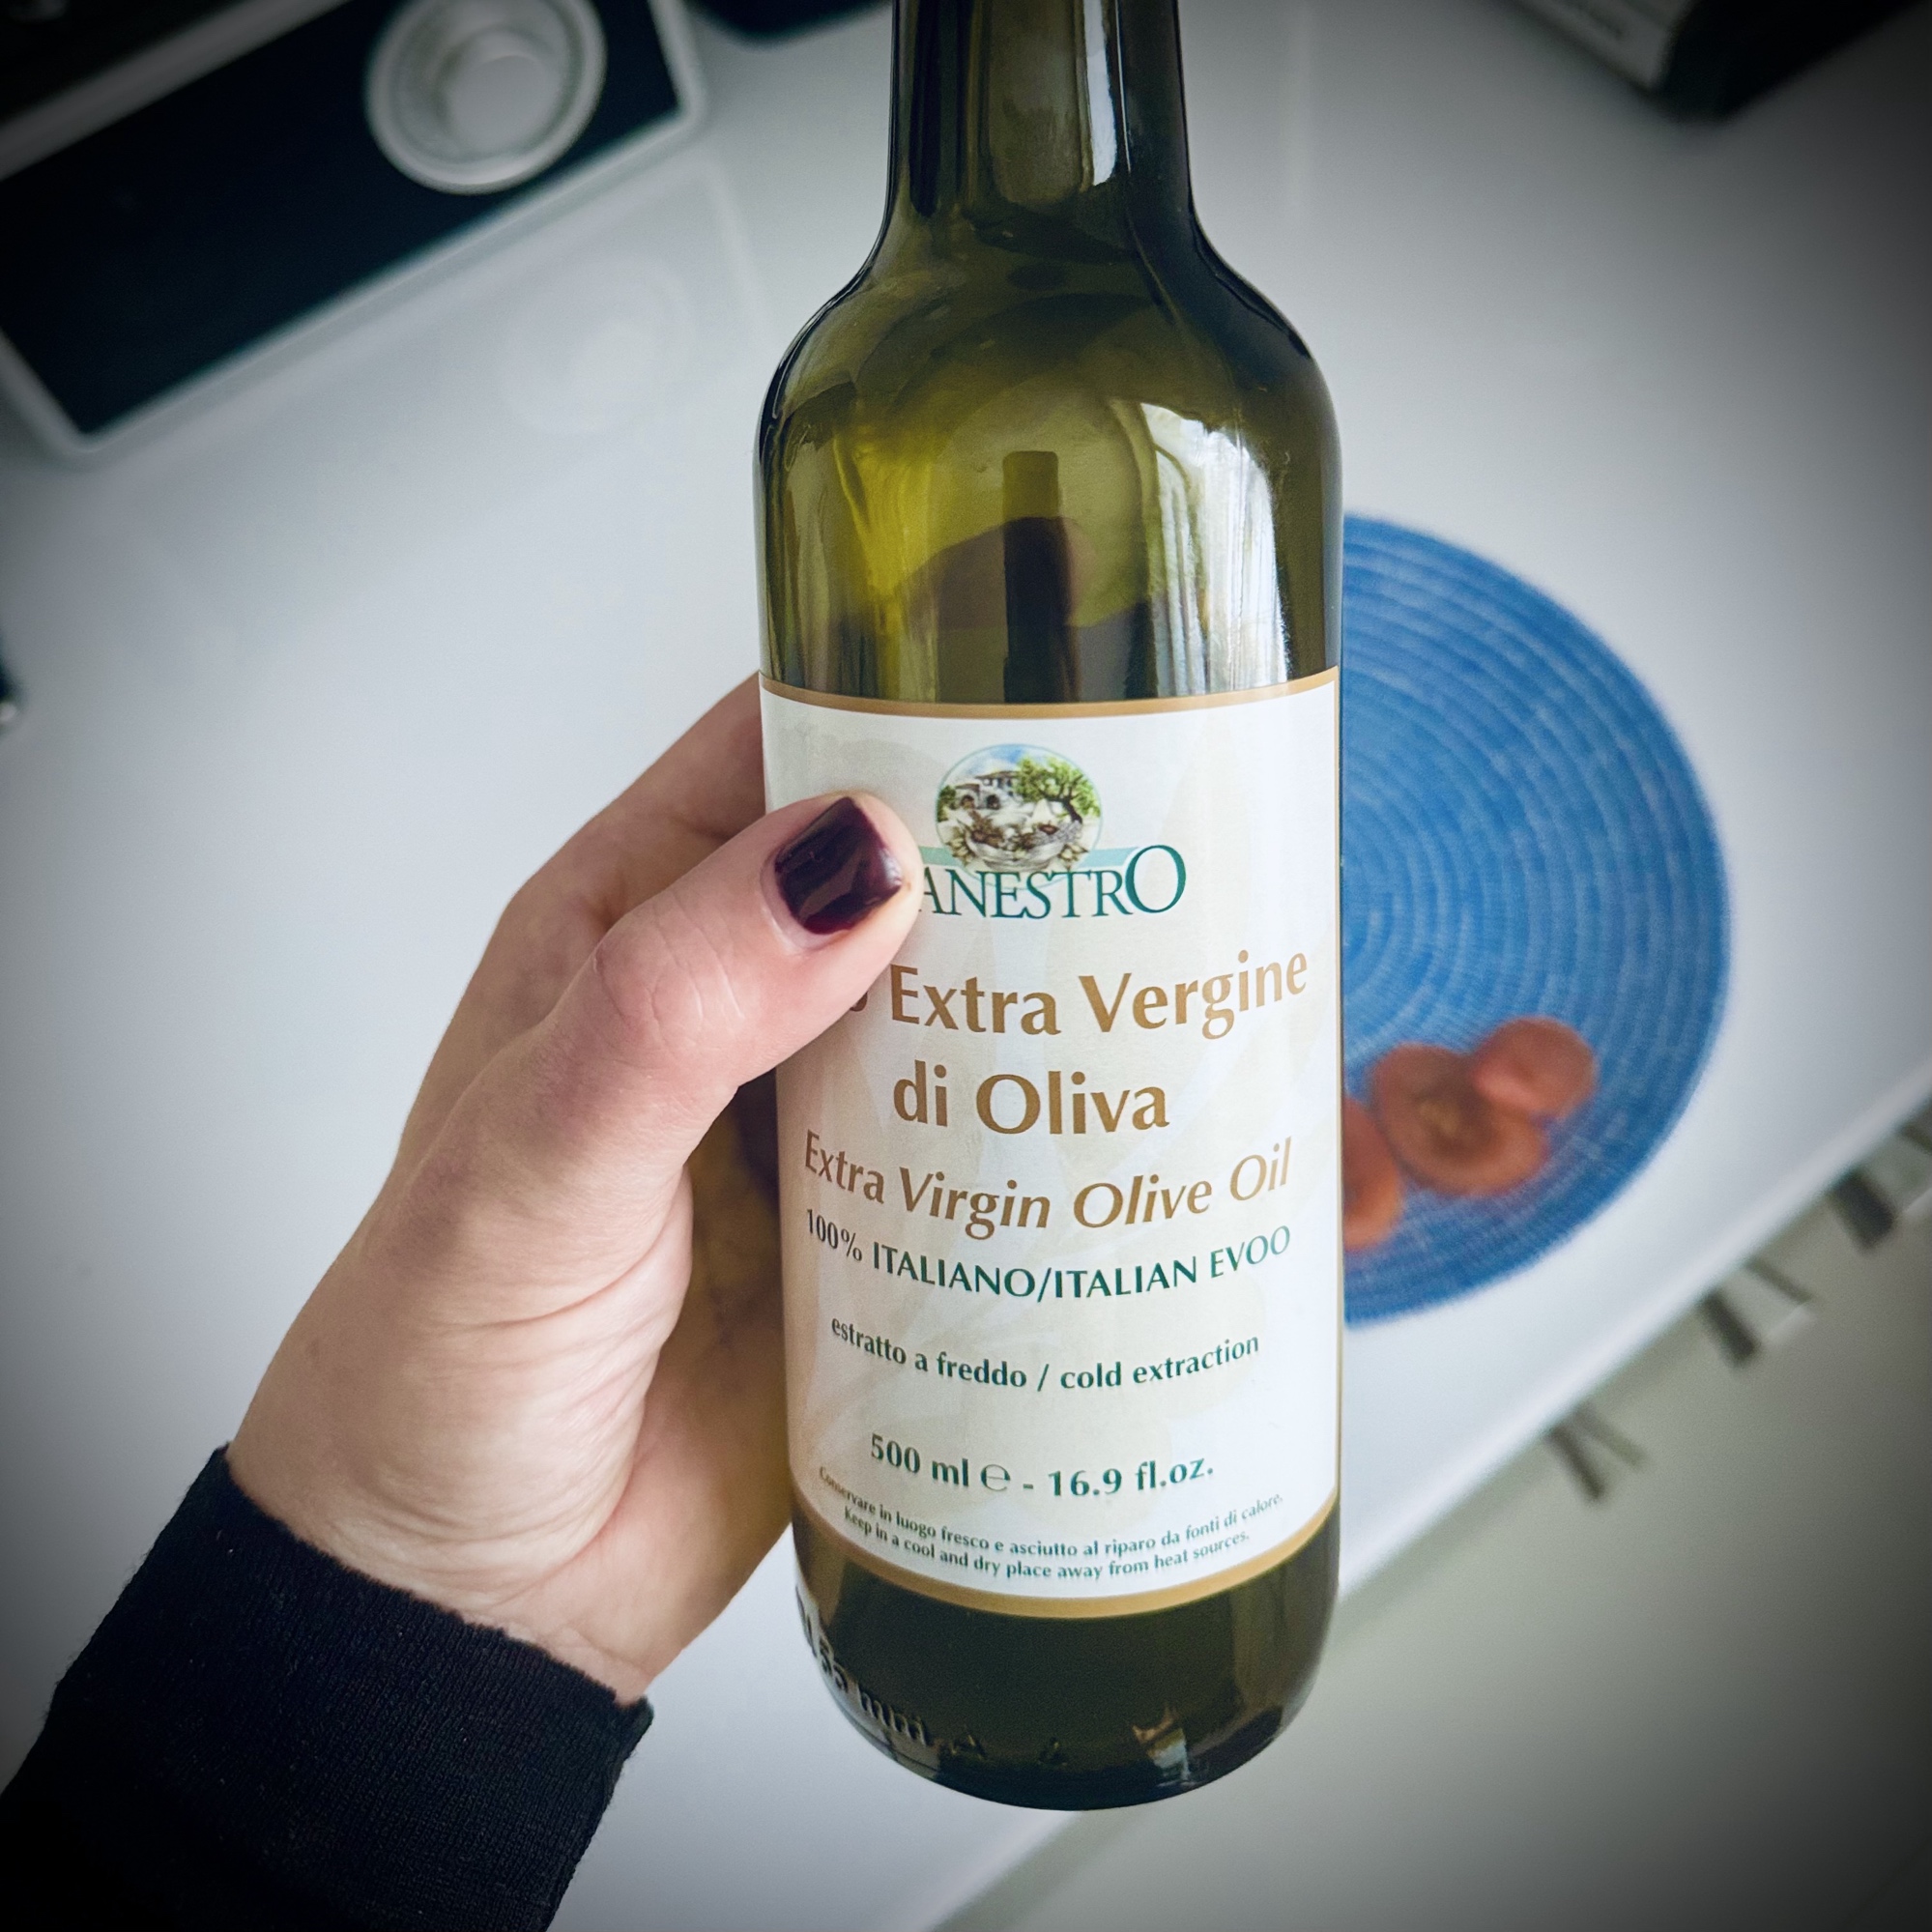 ANESTRO
Extra Vergine
di Oliva
Extra Virgin Olive Oil
100% ITALIANO/ITALIAN EVOO
estratto a freddo / cold extraction
500 ml ℮ - 16.9 fl.oz.
Conservare in luogo fresco e asciutto al riparo da fonti di calore.
Keep in a cool and dry place away from heat sources.